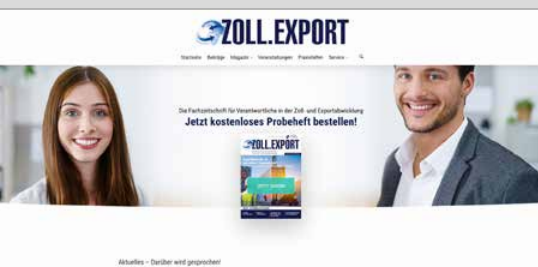 ZOLL.EXPORT
Startseite Beiträge Magazin Veranstaltungen Praxishelfer Service
Die Fachzeitschrift für Verantwortliche in der Zoll- und Exportabwicklung
Jetzt kostenloses Probeheft bestellen!
ZOLL.EXPORT
Aktuelles – Darüber wird gesprochen!